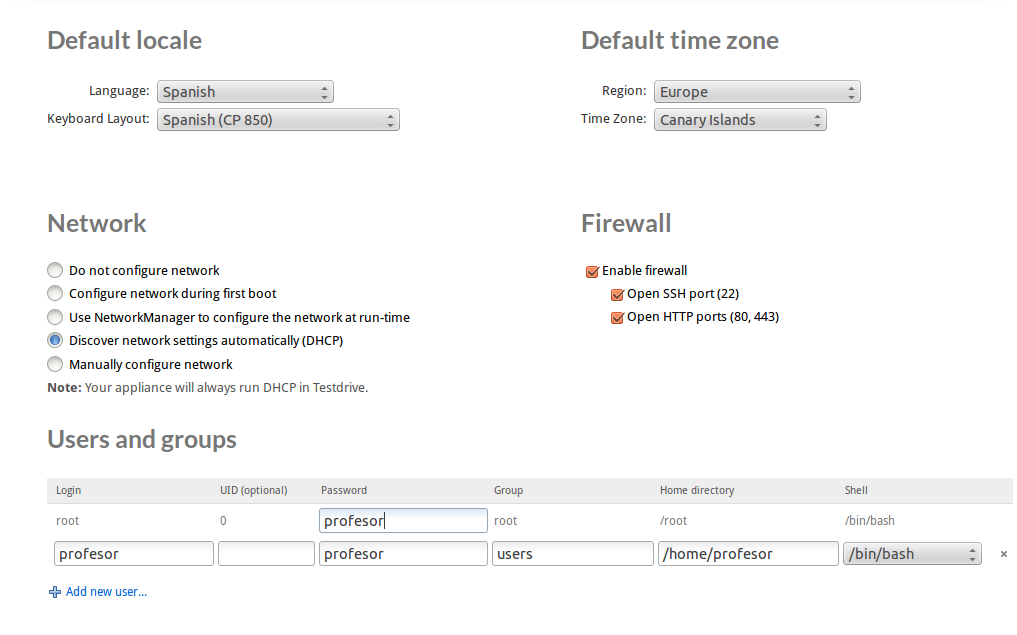 Default locale
Language: Spanish
Keyboard Layout: Spanish (CP 850)
Default time zone
Region: Europe
Time Zone: Canary Islands
Network
Do not configure network
Configure network during first boot
Use NetworkManager to configure the network at run-time
Discover network settings automatically (DHCP)
Manually configure network
Note: Your appliance will always run DHCP in Testdrive.
Firewall
Enable firewall
Open SSH port (22)
Open HTTP ports (80, 443)
Users and groups
Login UID (optional) Password Group Home directory Shell
root 0 profesor root /root /bin/bash
profesor profesor users /home/profesor /bin/bash ×
Add new user...